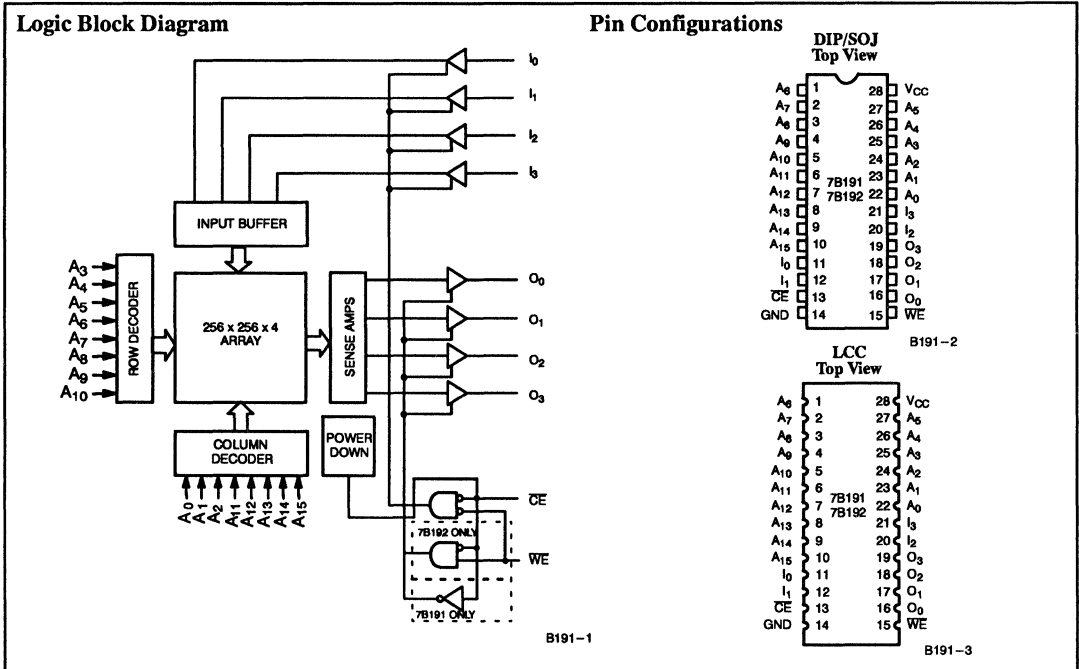 Logic Block Diagram
I₀
I₁
I₂
I₃
INPUT BUFFER
A₃
A₄
A₅
A₆
A₇
A₈
A₉
A₁₀
ROW DECODER
256 x 256 x 4
ARRAY
SENSE AMPS
O₀
O₁
O₂
O₃
COLUMN
DECODER
POWER
DOWN
A₀ A₁ A₂ A₁₁ A₁₂ A₁₃ A₁₄ A₁₅
C̅E̅
7B192 ONLY
W̅E̅
7B191 ONLY
B191-1
Pin Configurations
DIP/SOJ
Top View
A₆ 1 28 V_CC
A₇ 2 27 A₅
A₈ 3 26 A₄
A₉ 4 25 A₃
A₁₀ 5 24 A₂
A₁₁ 6 23 A₁
7B191
A₁₂ 7 22 A₀
7B192
A₁₃ 8 21 I₃
A₁₄ 9 20 I₂
A₁₅ 10 19 O₃
I₀ 11 18 O₂
I₁ 12 17 O₁
C̅E̅ 13 16 O₀
GND 14 15 W̅E̅
B191-2
LCC
Top View
A₆ 1 28 V_CC
A₇ 2 27 A₅
A₈ 3 26 A₄
A₉ 4 25 A₃
A₁₀ 5 24 A₂
A₁₁ 6 23 A₁
7B191
A₁₂ 7 22 A₀
7B192
A₁₃ 8 21 I₃
A₁₄ 9 20 I₂
A₁₅ 10 19 O₃
I₀ 11 18 O₂
I₁ 12 17 O₁
C̅E̅ 13 16 O₀
GND 14 15 W̅E̅
B191-3